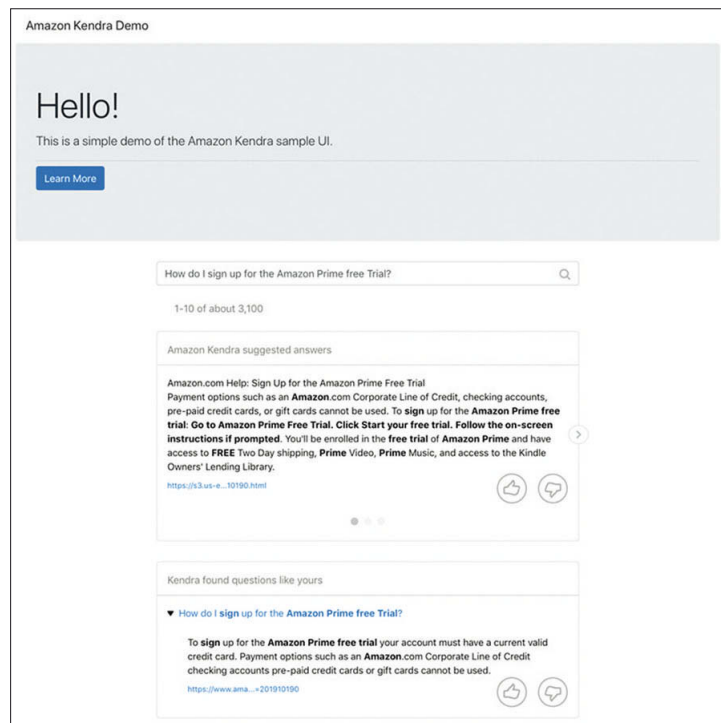 Amazon Kendra Demo
Hello!
This is a simple demo of the Amazon Kendra sample UI.
Learn More
How do I sign up for the Amazon Prime free Trial?
1-10 of about 3,100
Amazon Kendra suggested answers
Amazon.com Help: Sign Up for the Amazon Prime Free Trial
Payment options such as an Amazon.com Corporate Line of Credit, checking accounts,
pre-paid credit cards, or gift cards cannot be used. To sign up for the Amazon Prime free
trial: Go to Amazon Prime Free Trial. Click Start your free trial. Follow the on-screen
instructions if prompted. You'll be enrolled in the free trial of Amazon Prime and have
access to FREE Two Day shipping, Prime Video, Prime Music, and access to the Kindle
Owners' Lending Library.
https://s3.us-e...10190.html
Kendra found questions like yours
How do I sign up for the Amazon Prime free Trial?
To sign up for the Amazon Prime free trial your account must have a current valid
credit card. Payment options such as an Amazon.com Corporate Line of Credit
checking accounts pre-paid credit cards or gift cards cannot be used.
https://www.ama...=201910190